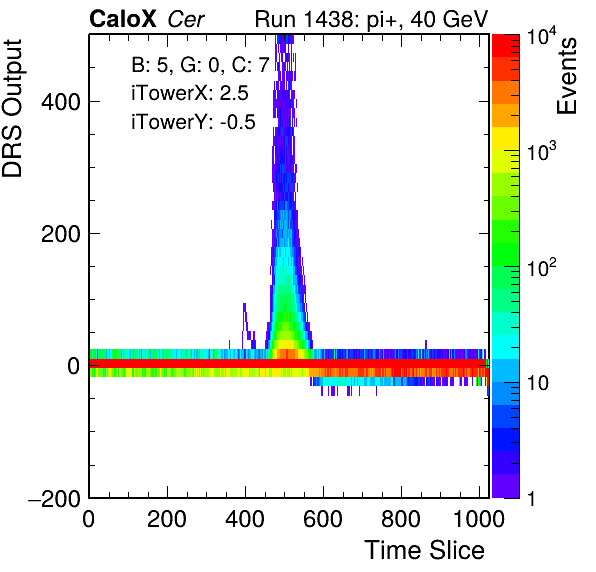 CaloX Cer Run 1438: pi+, 40 GeV
B: 5, G: 0, C: 7
iTowerX: 2.5
iTowerY: -0.5
DRS Output
400
200
0
−200
0 200 400 600 800 1000
Time Slice
Events
10^4
10^3
10^2
10
1